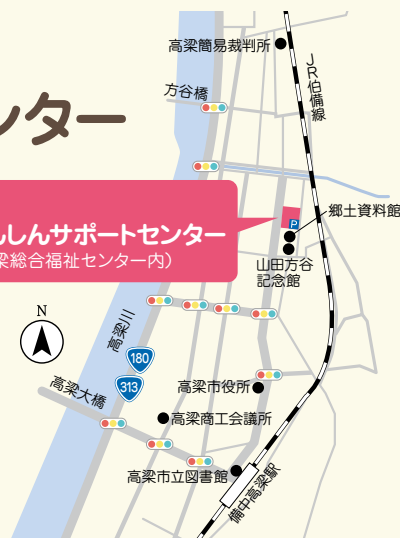 高梁簡易裁判所
JR伯備線
方谷橋
ンター
んしんサポートセンター
梁総合福祉センター内）
P
郷土資料館
山田方谷
記念館
N
高梁川
180
313
高梁大橋
高梁市役所
高梁商工会議所
高梁市立図書館
備中高梁駅